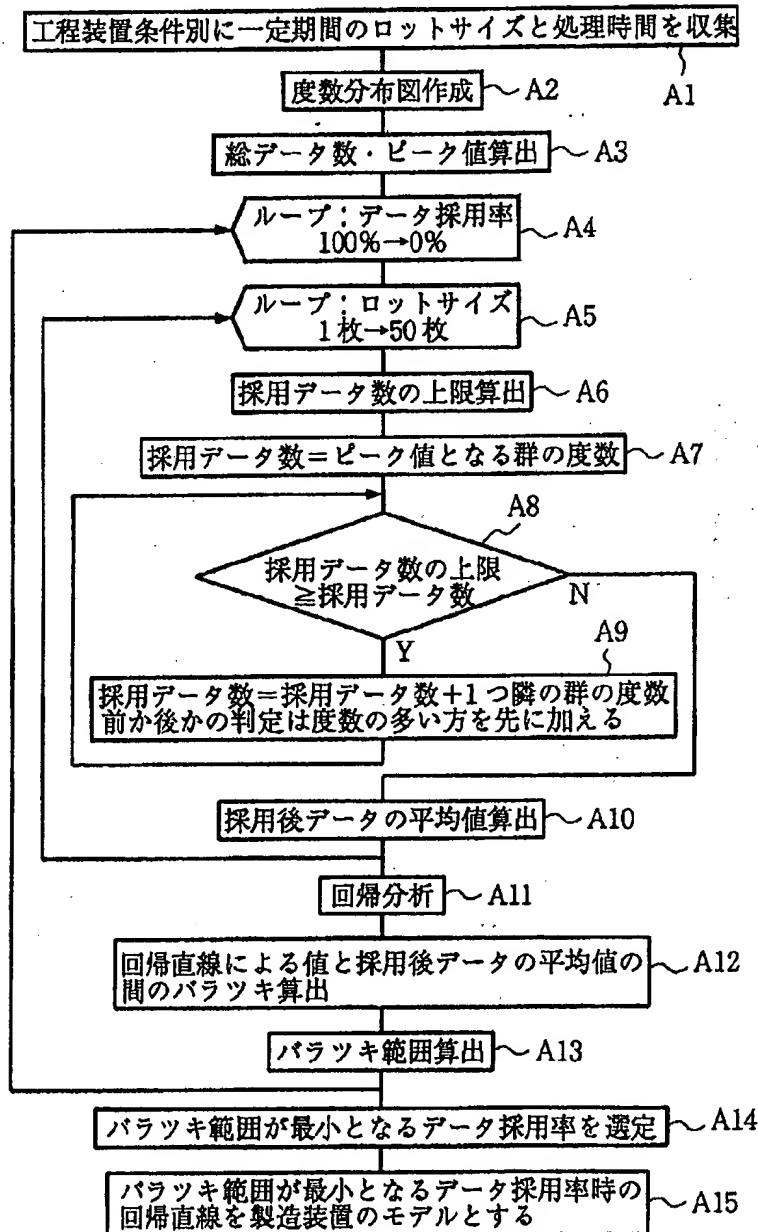 工程装置条件別に一定期間のロットサイズと処理時間を収集
A1
度数分布図作成
A2
総データ数・ピーク値算出
A3
ループ:データ採用率
100%→0%
A4
ループ:ロットサイズ
1枚→50枚
A5
採用データ数の上限算出
A6
採用データ数=ピーク値となる群の度数
A7
A8
採用データ数の上限
≧採用データ数
N
Y
A9
採用データ数=採用データ数+1つ隣の群の度数
前か後かの判定は度数の多い方を先に加える
採用後データの平均値算出
A10
回帰分析
A11
回帰直線による値と採用後データの平均値の
間のバラツキ算出
A12
バラツキ範囲算出
A13
バラツキ範囲が最小となるデータ採用率を選定
A14
バラツキ範囲が最小となるデータ採用率時の
回帰直線を製造装置のモデルとする
A15